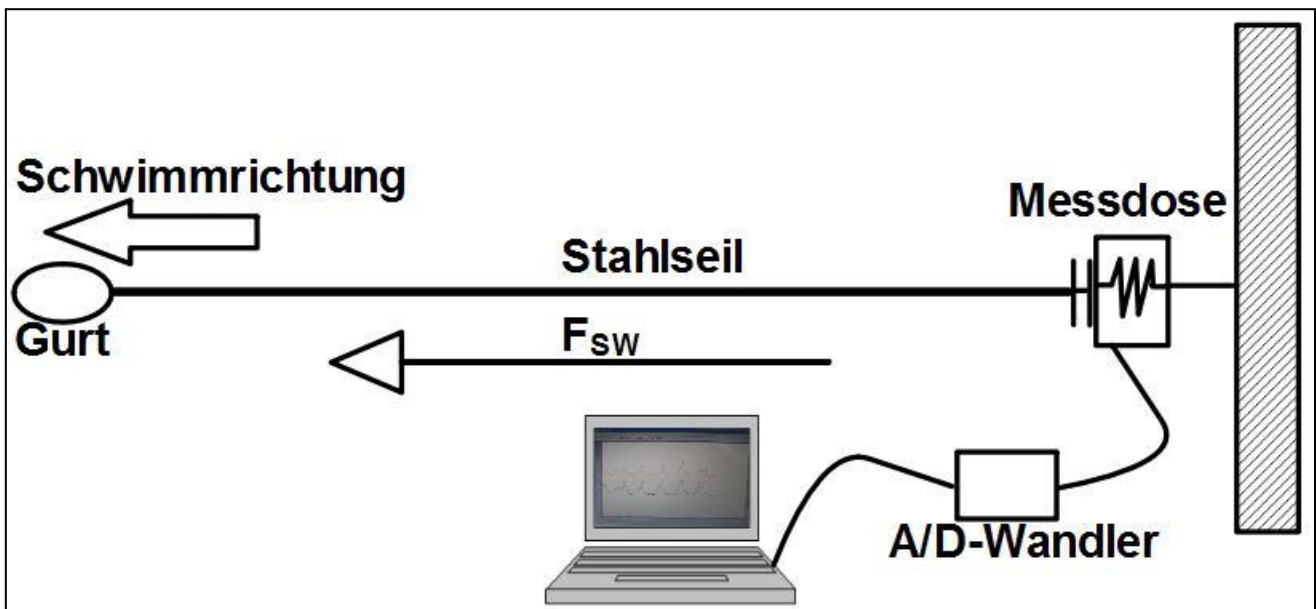 Schwimmrichtung
Messdose
Stahlseil
Gurt
FSW
A/D-Wandler